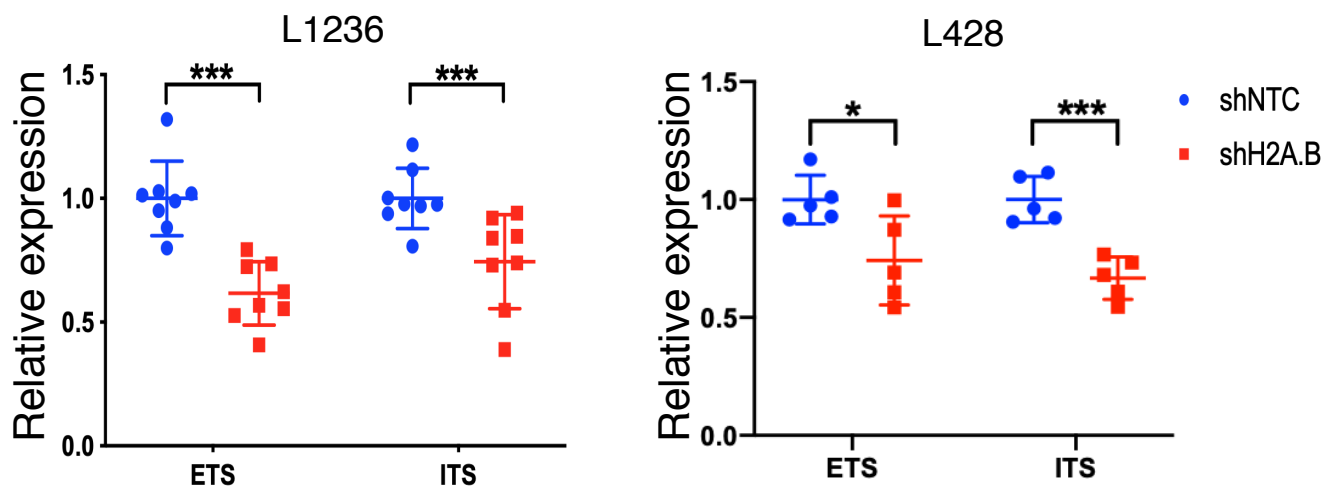 L1236
Relative expression
1.5
1.0
0.5
0.0
***
***
ETS
ITS
L428
Relative expression
1.5
1.0
0.5
0.0
*
***
ETS
ITS
shNTC
shH2A.B